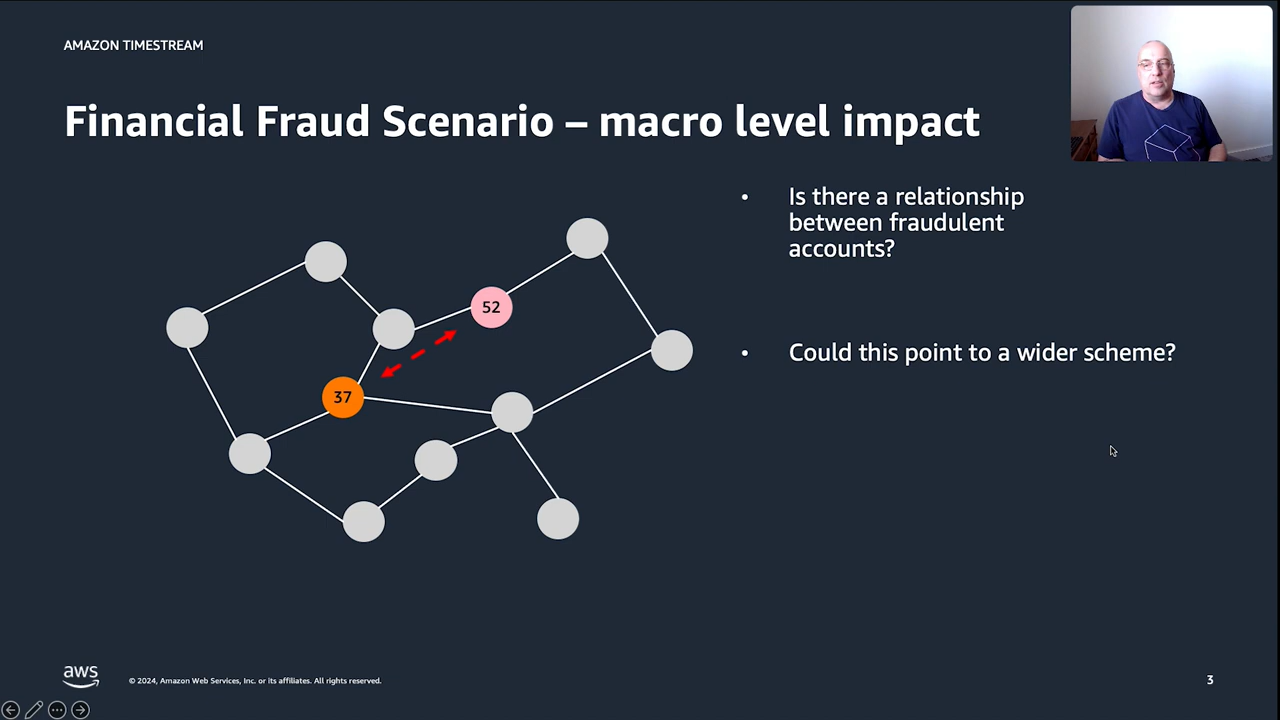 AMAZON TIMESTREAM
Financial Fraud Scenario – macro level impact
• Is there a relationship
between fraudulent
accounts?
• Could this point to a wider scheme?
52
37
aws
© 2024, Amazon Web Services, Inc. or its affiliates. All rights reserved.
3